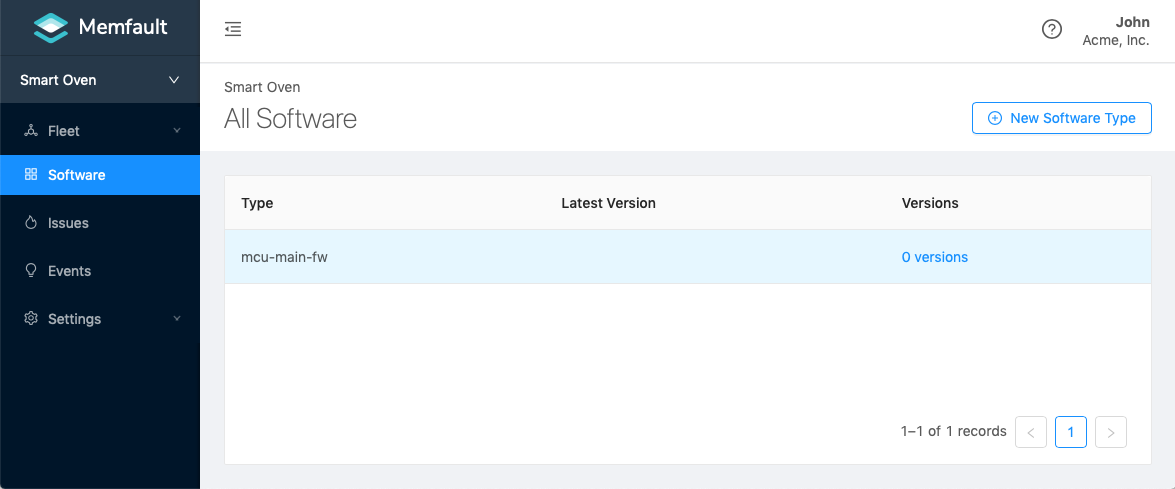 Memfault
Smart Oven
Fleet
Software
Issues
Events
Settings
?
John
Acme, Inc.
Smart Oven
All Software
New Software Type
Type Latest Version Versions
mcu-main-fw 0 versions
1–1 of 1 records < 1 >